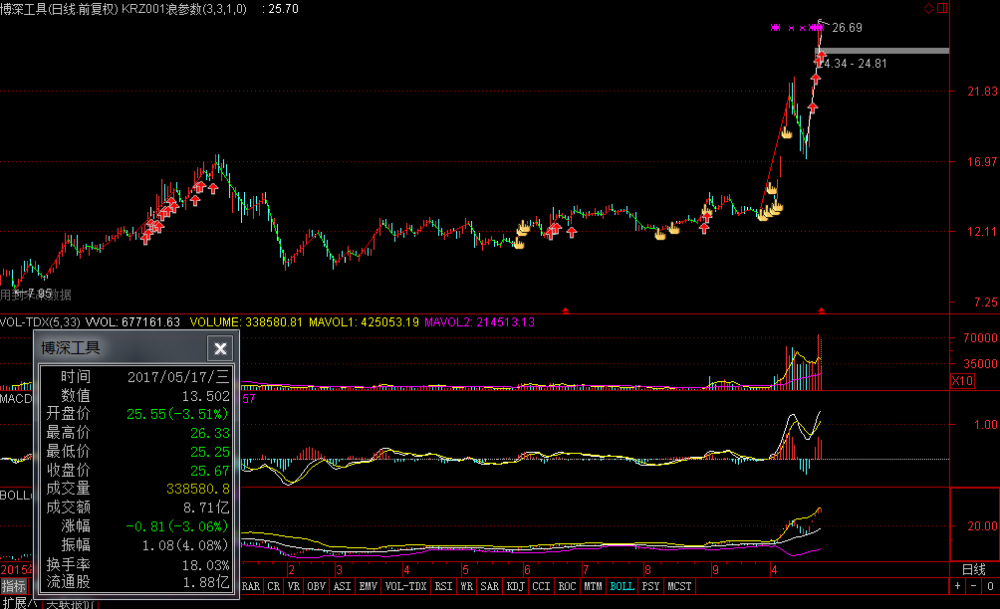 博深工具(日线.前复权) KRZ001浪参数(3,3,1,0) : 25.70
26.69
4.34 - 24.81
21.83
16.97
12.11
7.25
←7.95
用到未来数据
VOL-TDX(5,33) VVOL: 677161.63 VOLUME: 338580.81 MAVOL1: 425053.19 MAVOL2: 214513.13
70000
35000
X10
博深工具
时间 2017/05/17/三
数值 13.502
开盘价 25.55(-3.51%)
最高价 26.33
最低价 25.25
收盘价 25.67
成交量 338580.8
成交额 8.71亿
涨幅 -0.81(-3.06%)
振幅 1.08(4.08%)
换手率 18.03%
流通股 1.88亿
MACD 57
1.00
BOLL(
20.00
2015 2 3 4 5 6 7 8 9 4 日线
指标 RAR CR VR OBV ASI EMV VOL-TDX RSI WR SAR KDJ CCI ROC MTM BOLL PSY MCST + - 0
扩展∧ 关联报价